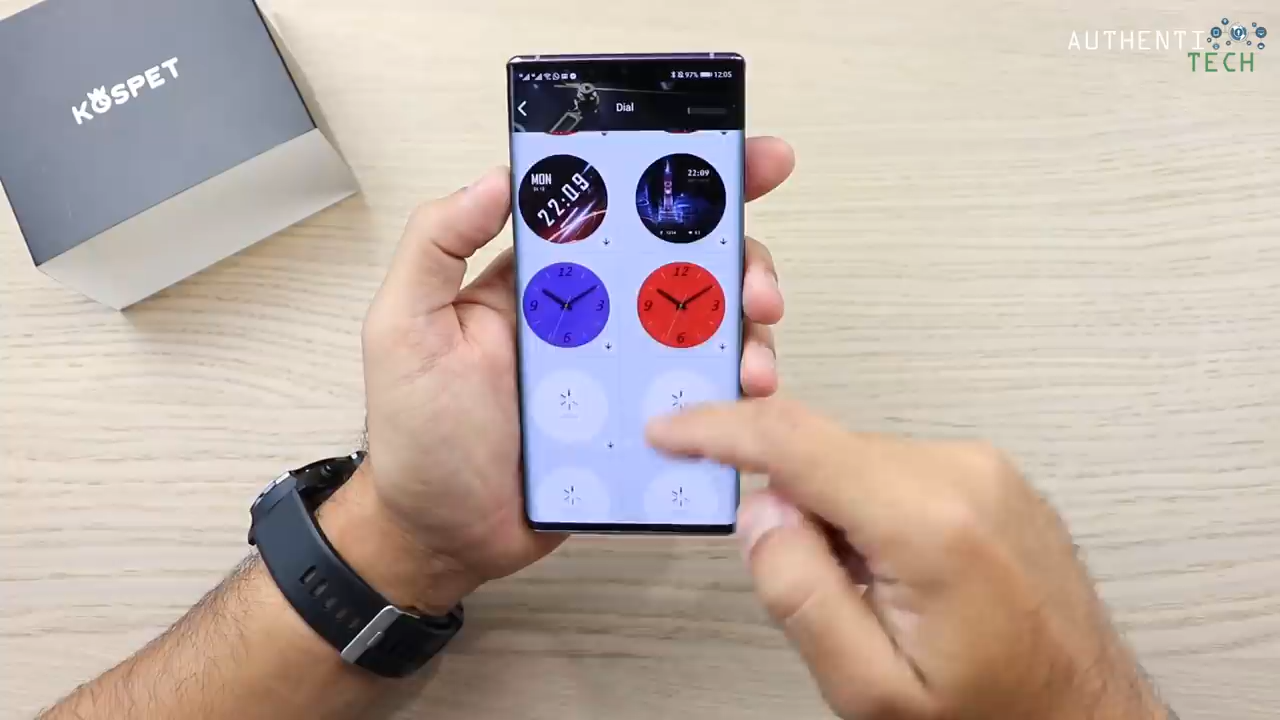 KOSPET
AUTHENTI
TECH
97% 12:05
Dial
MON
22:09
22:09
12
9 3
6
12
9 3
6